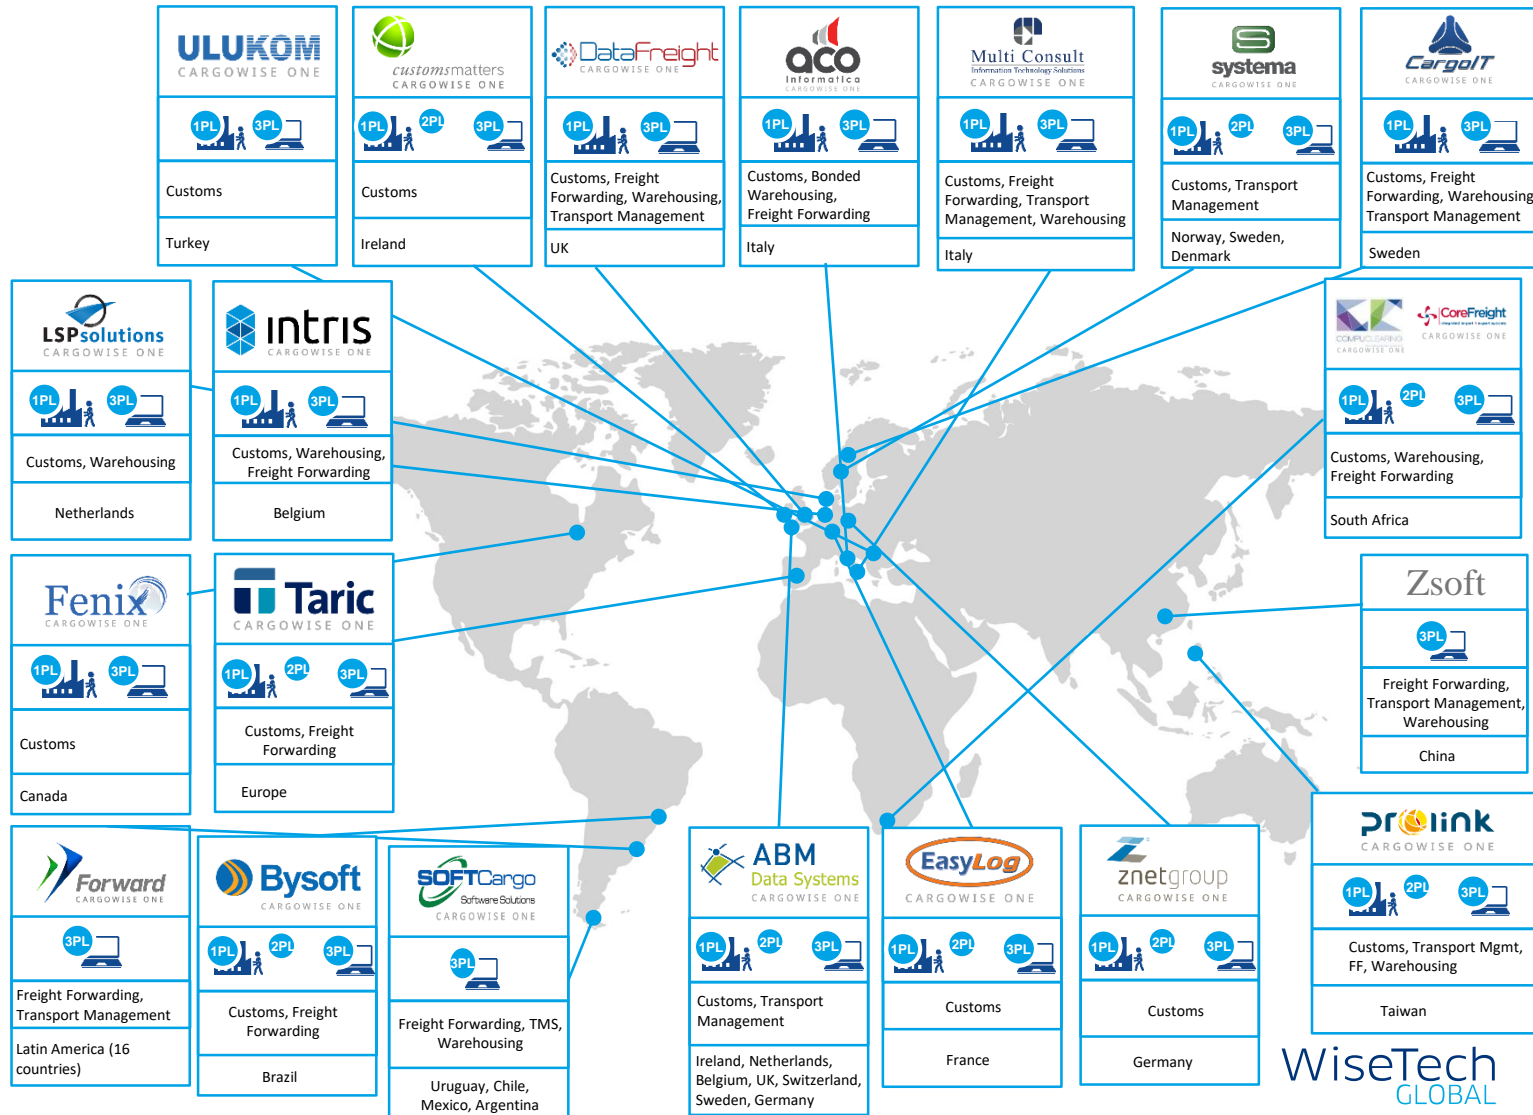 ULUKOM
CARGOWISE ONE
1PL
3PL
Customs
Turkey
customsmatters
CARGOWISE ONE
1PL
2PL
3PL
Customs
Ireland
DataFreight
CARGOWISE ONE
1PL
3PL
Customs, Freight
Forwarding, Warehousing,
Transport Management
UK
aco
Informatica
CARGOWISE ONE
1PL
3PL
Customs, Bonded
Warehousing,
Freight Forwarding
Italy
Multi Consult
Information Technology Solutions
CARGOWISE ONE
1PL
3PL
Customs, Freight
Forwarding, Transport
Management, Warehousing
Italy
systema
CARGOWISE ONE
1PL
2PL
3PL
Customs, Transport
Management
Norway, Sweden,
Denmark
CargoIT
CARGOWISE ONE
1PL
3PL
Customs, Freight
Forwarding, Warehousing
Transport Management
Sweden
LSPsolutions
CARGOWISE ONE
1PL
3PL
Customs, Warehousing
Netherlands
intris
CARGOWISE ONE
1PL
3PL
Customs, Warehousing,
Freight Forwarding
Belgium
COMPUCLEARING
CARGOWISE ONE
CoreFreight
integrated import + export systems
CARGOWISE ONE
1PL
2PL
3PL
Customs, Warehousing,
Freight Forwarding
South Africa
Fenix
CARGOWISE ONE
1PL
3PL
Customs
Canada
Taric
CARGOWISE ONE
1PL
2PL
3PL
Customs, Freight
Forwarding
Europe
Zsoft
3PL
Freight Forwarding,
Transport Management,
Warehousing
China
Forward
CARGOWISE ONE
3PL
Freight Forwarding,
Transport Management
Latin America (16
countries)
Bysoft
CARGOWISE ONE
1PL
2PL
3PL
Customs, Freight
Forwarding
Brazil
SOFTCargo
Software Solutions
CARGOWISE ONE
3PL
Freight Forwarding, TMS,
Warehousing
Uruguay, Chile,
Mexico, Argentina
ABM
Data Systems
CARGOWISE ONE
1PL
2PL
3PL
Customs, Transport
Management
Ireland, Netherlands,
Belgium, UK, Switzerland,
Sweden, Germany
EasyLog
CARGOWISE ONE
1PL
2PL
3PL
Customs
France
znetgroup
CARGOWISE ONE
1PL
2PL
3PL
Customs
Germany
prolink
CARGOWISE ONE
1PL
2PL
3PL
Customs, Transport Mgmt,
FF, Warehousing
Taiwan
WiseTech
GLOBAL